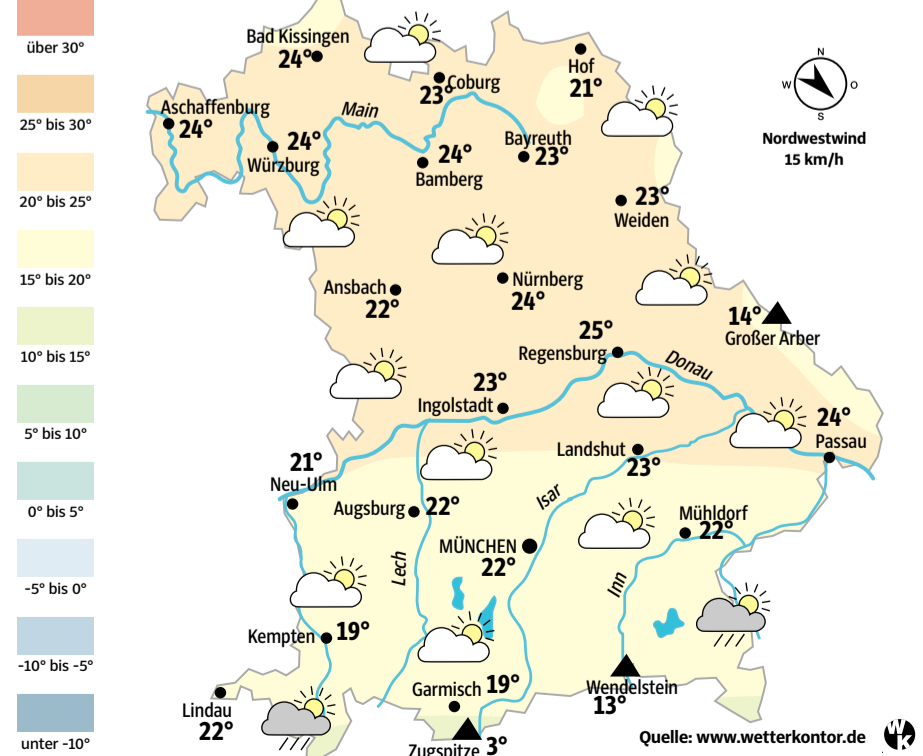 über 30°
25° bis 30°
20° bis 25°
15° bis 20°
10° bis 15°
5° bis 10°
0° bis 5°
-5° bis 0°
-10° bis -5°
unter -10°
Bad Kissingen
24°
Coburg
23°
Hof
21°
N
W
O
S
Nordwestwind
15 km/h
Aschaffenburg
24°
Main
24°
Würzburg
24°
Bamberg
Bayreuth
23°
23°
Weiden
Ansbach
22°
Nürnberg
24°
14°
Großer Arber
25°
Regensburg
Donau
23°
Ingolstadt
24°
Passau
Landshut
23°
21°
Neu-Ulm
Augsburg
22°
Isar
Mühldorf
22°
MÜNCHEN
22°
Lech
Inn
Kempten
19°
Garmisch
19°
Wendelstein
13°
Lindau
22°
Zugspitze
3°
Quelle: www.wetterkontor.de
WK